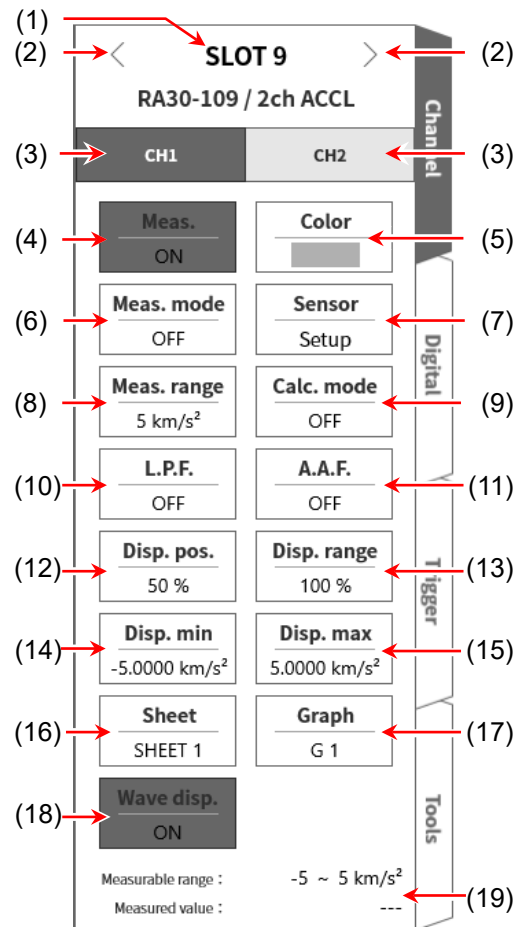 (1)
(2) SLOT 9 (2)
RA30-109 / 2ch ACCL
Channel
(3) CH1 CH2 (3)
(4) Meas. Color (5)
ON
(6) Meas. mode Sensor (7)
OFF Setup
Digital
(8) Meas. range Calc. mode (9)
5 km/s² OFF
(10) L.P.F. A.A.F. (11)
OFF OFF
(12) Disp. pos. Disp. range (13)
50 % 100 %
Trigger
(14) Disp. min Disp. max (15)
-5.0000 km/s² 5.0000 km/s²
(16) Sheet Graph (17)
SHEET 1 G 1
(18) Wave disp.
ON
Tools
Measurable range : -5 ~ 5 km/s²
Measured value : ---
(19)